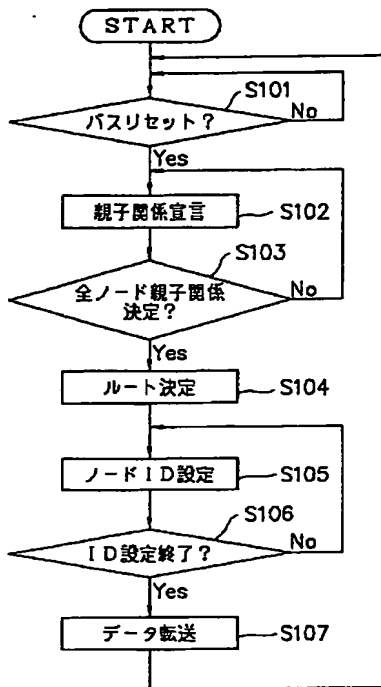 START
S101
バスリセット？
No
Yes
親子関係宣言
S102
S103
全ノード親子関係
決定？
No
Yes
ルート決定
S104
ノードＩＤ設定
S105
S106
ＩＤ設定終了？
No
Yes
データ転送
S107